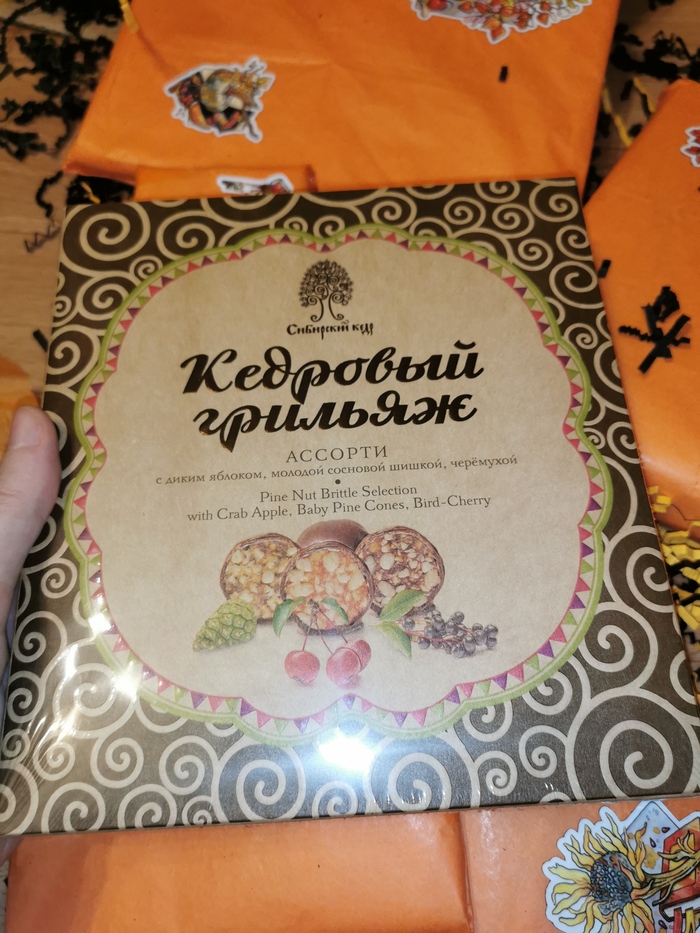 Сибирский кедр
Кедровый
грильяж
АССОРТИ
с диким яблоком, молодой сосновой шишкой, черёмухой
Pine Nut Brittle Selection
with Crab Apple, Baby Pine Cones, Bird-Cherry